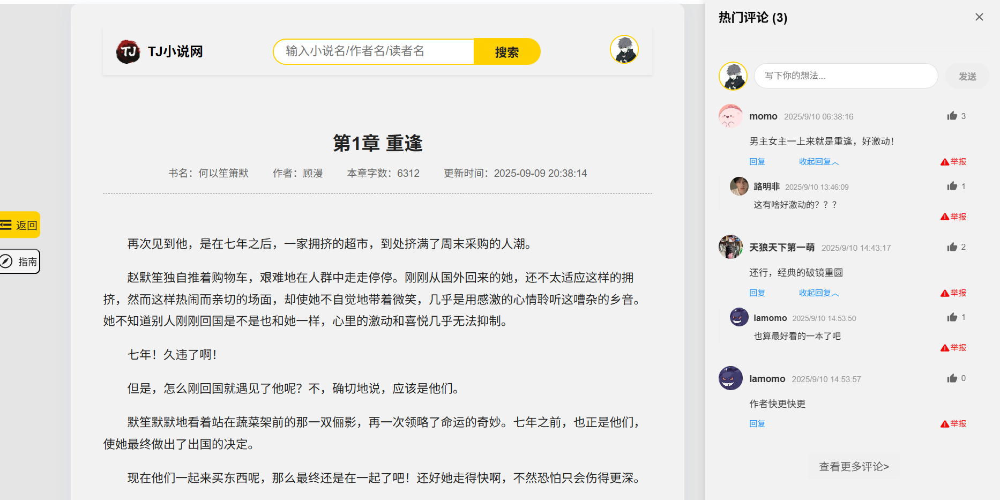 TJ小说网
输入小说名/作者名/读者名
搜索
第1章 重逢
书名：何以笙箫默 作者：顾漫 本章字数：6312 更新时间：2025-09-09 20:38:14
返回
指南
再次见到他，是在七年之后，一家拥挤的超市，到处挤满了周末采购的人潮。
赵默笙独自推着购物车，艰难地在人群中走走停停。刚刚从国外回来的她，还不太适应这样的拥
挤，然而这样热闹而亲切的场面，却使她不自觉地带着微笑，几乎是用感激的心情聆听这嘈杂的乡音。
她不知道别人刚刚回国是不是也和她一样，心里的激动和喜悦几乎无法抑制。
七年！久违了啊！
但是，怎么刚回国就遇见了他呢？不，确切地说，应该是他们。
默笙默默地看着站在蔬菜架前的那一双俪影，再一次领略了命运的奇妙。七年之前，也正是他们，
使她最终做出了出国的决定。
现在他们一起来买东西呢，那么最终还是在一起了吧！还好她走得快啊，不然恐怕只会伤得更深。
热门评论 (3)
写下你的想法...
发送
momo 2025/9/10 06:38:16 3
男主女主一上来就是重逢，好激动！
回复 收起回复 举报
路明非 2025/9/10 13:46:09 1
这有啥好激动的？？？
举报
天狼天下第一萌 2025/9/10 14:43:17 2
还行，经典的破镜重圆
回复 收起回复 举报
lamomo 2025/9/10 14:53:50 1
也算最好看的一本了吧
举报
lamomo 2025/9/10 14:53:57 0
作者快更快更
回复 举报
查看更多评论>